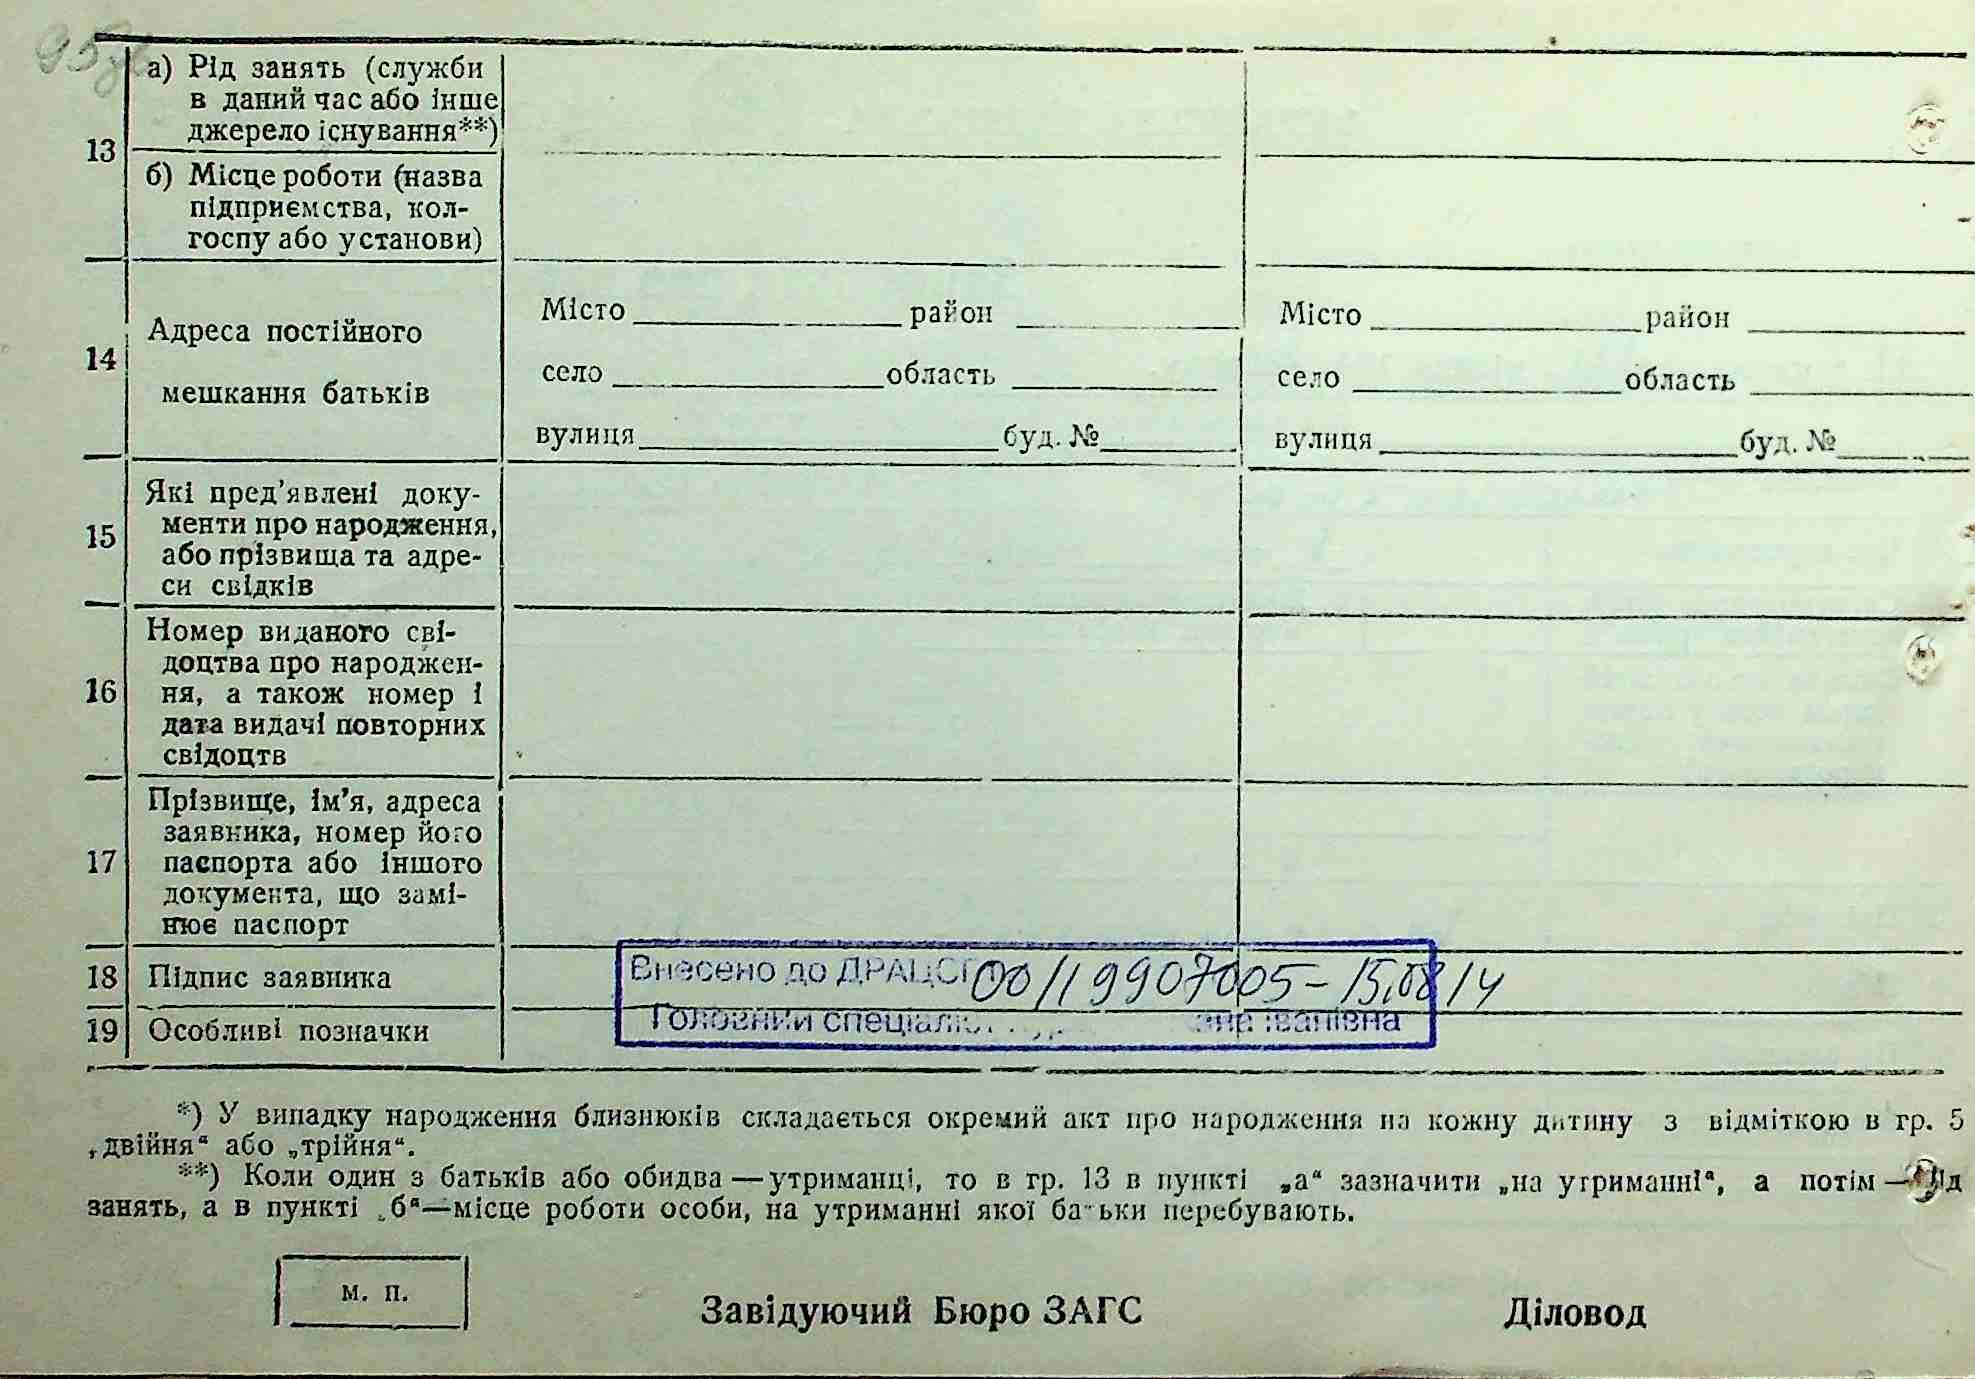 13
а) Рід занять (служби
в даний час або інше
джерело існування**)
б) Місце роботи (назва
підприємства, кол-
госпу або установи)
14
Адреса постійного
мешкання батьків
Місто район
село область
вулиця буд. №
Місто район
село область
вулиця буд. №
15
Які пред'явлені доку-
менти про народження,
або прізвища та адре-
си свідків
16
Номер виданого сві-
доцтва про народжен-
ня, а також номер і
дата видачі повторних
свідоцтв
17
Прізвище, ім'я, адреса
заявника, номер його
паспорта або іншого
документа, що замі-
нює паспорт
18 Підпис заявника
19 Особливі позначки
Внесено до ДРАЦСГ 00119907005 - 15.08.14
Головний спеціаліст Іванівна
*) У випадку народження близнюків складається окремий акт про народження на кожну дитину з відміткою в гр. 5
„двійня“ або „трійня“.
**) Коли один з батьків або обидва — утриманці, то в гр. 13 в пункті „а“ зазначити „на утриманні“, а потім — рід
занять, а в пункті „б“ — місце роботи особи, на утриманні якої батьки перебувають.
м. п.
Завідуючий Бюро ЗАГС
Діловод